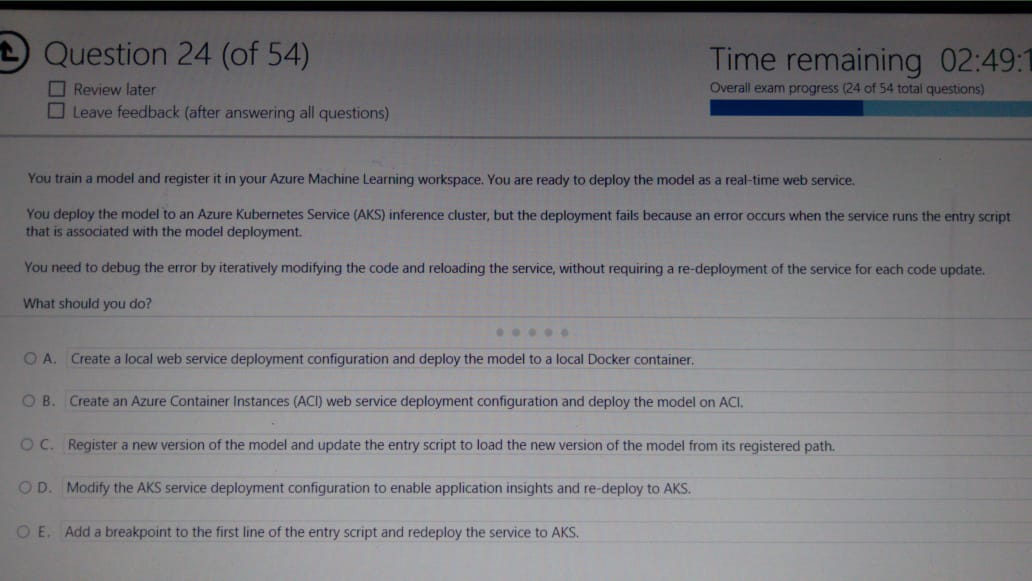 Question 24 (of 54)
Time remaining 02:49:1
Review later
Overall exam progress (24 of 54 total questions)
Leave feedback (after answering all questions)
You train a model and register it in your Azure Machine Learning workspace. You are ready to deploy the model as a real-time web service.
You deploy the model to an Azure Kubernetes Service (AKS) inference cluster, but the deployment fails because an error occurs when the service runs the entry script
that is associated with the model deployment.
You need to debug the error by iteratively modifying the code and reloading the service, without requiring a re-deployment of the service for each code update.
What should you do?
A. Create a local web service deployment configuration and deploy the model to a local Docker container.
B. Create an Azure Container Instances (ACI) web service deployment configuration and deploy the model on ACI.
C. Register a new version of the model and update the entry script to load the new version of the model from its registered path.
D. Modify the AKS service deployment configuration to enable application insights and re-deploy to AKS.
E. Add a breakpoint to the first line of the entry script and redeploy the service to AKS.